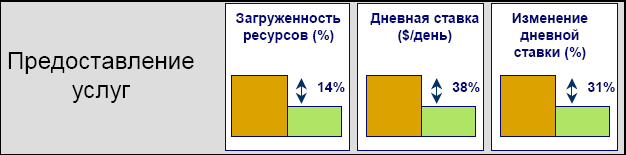 Предоставление
услуг
Загруженность
ресурсов (%)
14%
Дневная ставка
($/день)
38%
Изменение
дневной
ставки (%)
31%